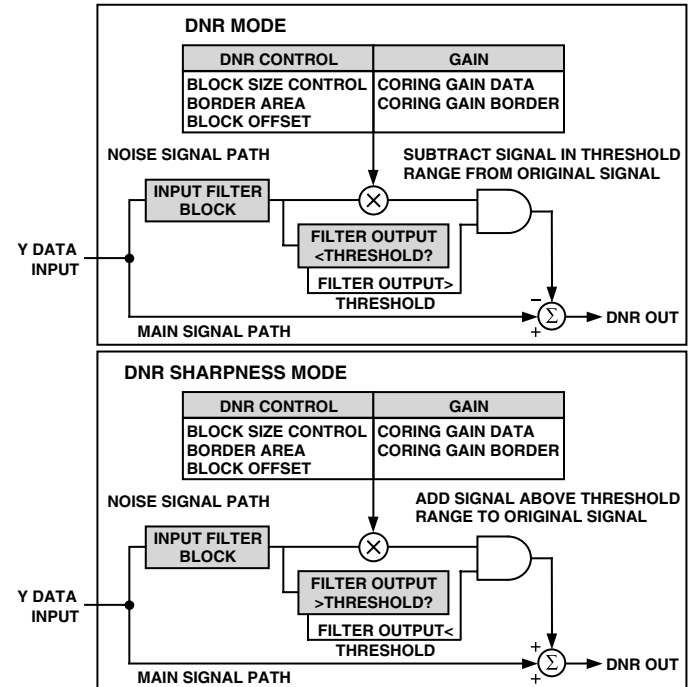 DNR MODE
DNR CONTROL
GAIN
BLOCK SIZE CONTROL
BORDER AREA
BLOCK OFFSET
CORING GAIN DATA
CORING GAIN BORDER
NOISE SIGNAL PATH
SUBTRACT SIGNAL IN THRESHOLD
RANGE FROM ORIGINAL SIGNAL
INPUT FILTER
BLOCK
×
FILTER OUTPUT
<THRESHOLD?
FILTER OUTPUT>
THRESHOLD
Y DATA
INPUT
–
Σ
+
DNR OUT
MAIN SIGNAL PATH
DNR SHARPNESS MODE
DNR CONTROL
GAIN
BLOCK SIZE CONTROL
BORDER AREA
BLOCK OFFSET
CORING GAIN DATA
CORING GAIN BORDER
NOISE SIGNAL PATH
ADD SIGNAL ABOVE THRESHOLD
RANGE TO ORIGINAL SIGNAL
INPUT FILTER
BLOCK
×
FILTER OUTPUT
>THRESHOLD?
FILTER OUTPUT<
THRESHOLD
Y DATA
INPUT
+
Σ
+
DNR OUT
MAIN SIGNAL PATH